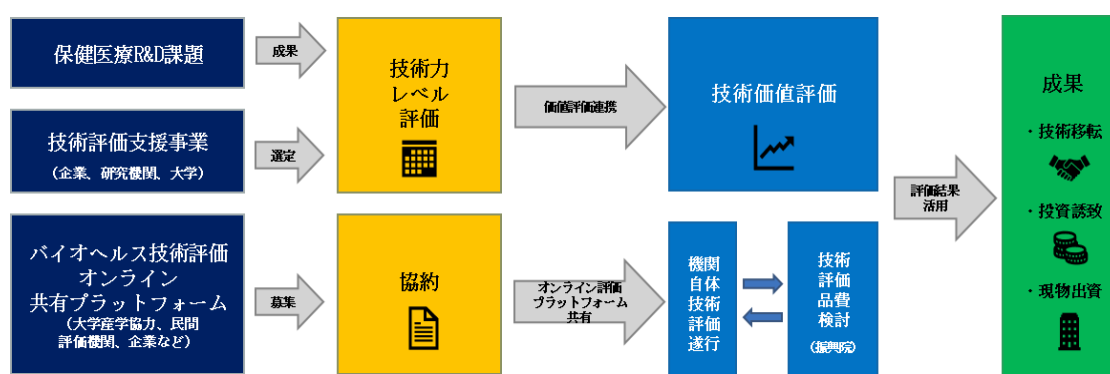 保健医療R&D課題
成果
技術力
レベル
評価
価値評価連携
技術価値評価
成果
・技術移転
・投資誘致
・現物出資
技術評価支援事業
(企業、研究機関、大学)
選定
評価結果
活用
バイオヘルス技術評価
オンライン
共有プラットフォーム
(大学産学協力、民間
評価機関、企業など)
募集
協約
オンライン評価
プラットフォーム
共有
機関
自体
技術
評価
遂行
技術
評価
品費
検討
(振興院)